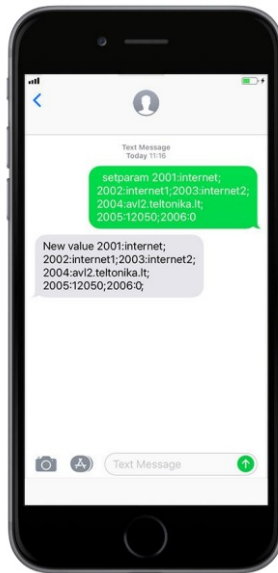 Text Message
Today 11:16
setparam 2001:internet;
2002:internet1;2003:internet2;
2004:avl2.teltonika.lt;
2005:12050;2006:0
New value 2001:internet;
2002:internet1;2003:internet2;
2004:avl2.teltonika.lt;
2005:12050;2006:0;
Text Message